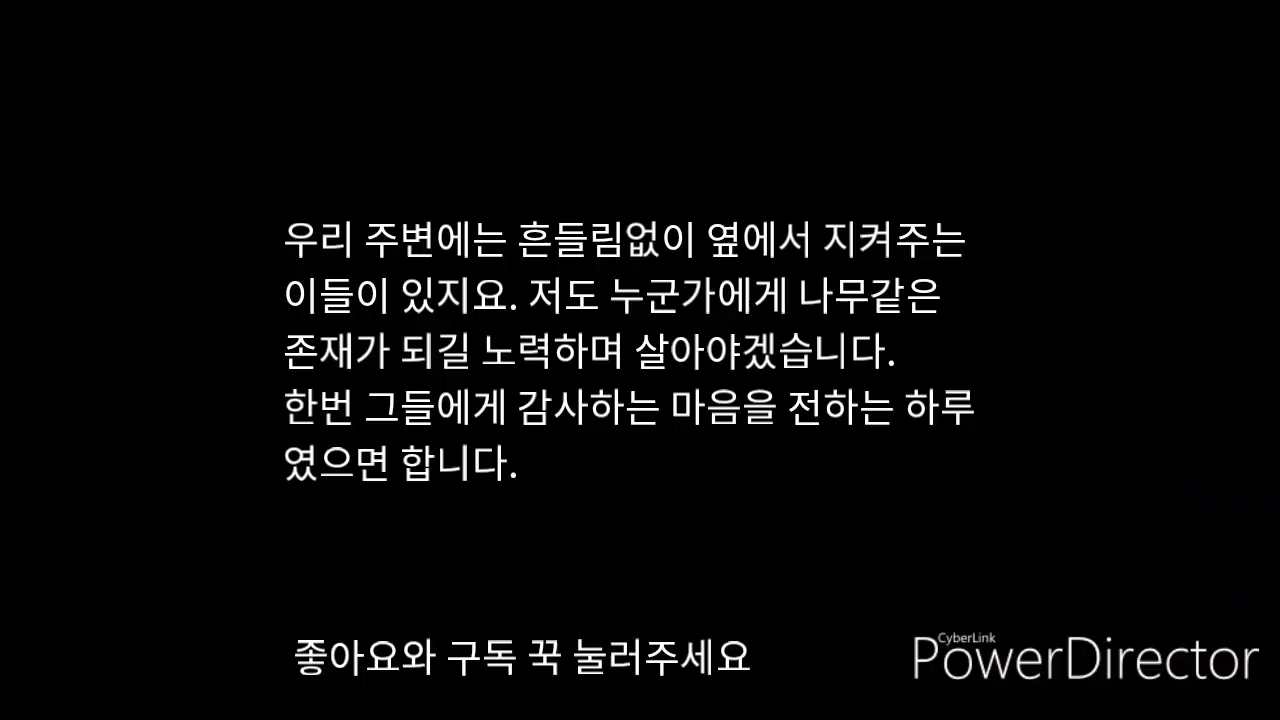 우리 주변에는 흔들림없이 옆에서 지켜주는
이들이 있지요. 저도 누군가에게 나무같은
존재가 되길 노력하며 살아야겠습니다.
한번 그들에게 감사하는 마음을 전하는 하루
였으면 합니다.
좋아요와 구독 꾹 눌러주세요
CyberLink
PowerDirector